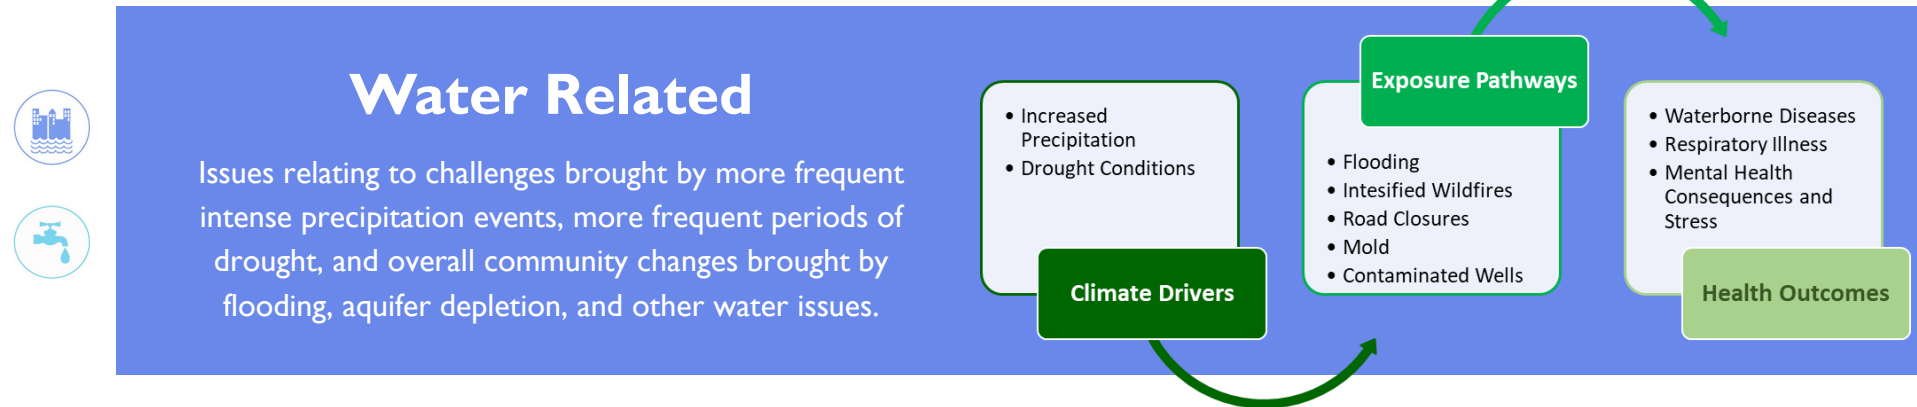 Water Related
Issues relating to challenges brought by more frequent
intense precipitation events, more frequent periods of
drought, and overall community changes brought by
flooding, aquifer depletion, and other water issues.
• Increased
Precipitation
• Drought Conditions
Climate Drivers
Exposure Pathways
• Flooding
• Intesified Wildfires
• Road Closures
• Mold
• Contaminated Wells
• Waterborne Diseases
• Respiratory Illness
• Mental Health
Consequences and
Stress
Health Outcomes